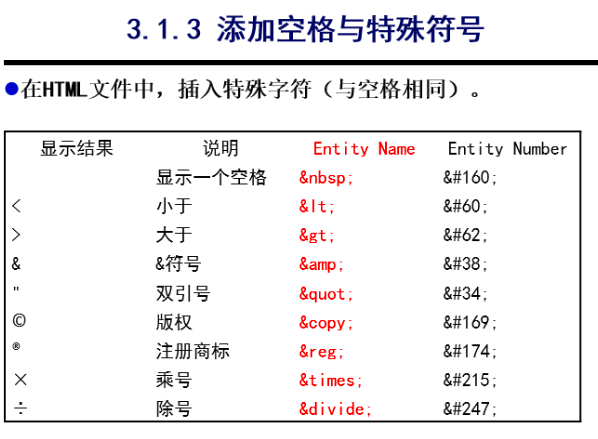 3.1.3 添加空格与特殊符号
●在HTML文件中，插入特殊字符（与空格相同）。
显示结果 说明 Entity Name Entity Number
显示一个空格 &nbsp; &#160;
< 小于 &lt; &#60;
> 大于 &gt; &#62;
& &符号 &amp; &#38;
" 双引号 &quot; &#34;
© 版权 &copy; &#169;
® 注册商标 &reg; &#174;
× 乘号 &times; &#215;
÷ 除号 &divide; &#247;